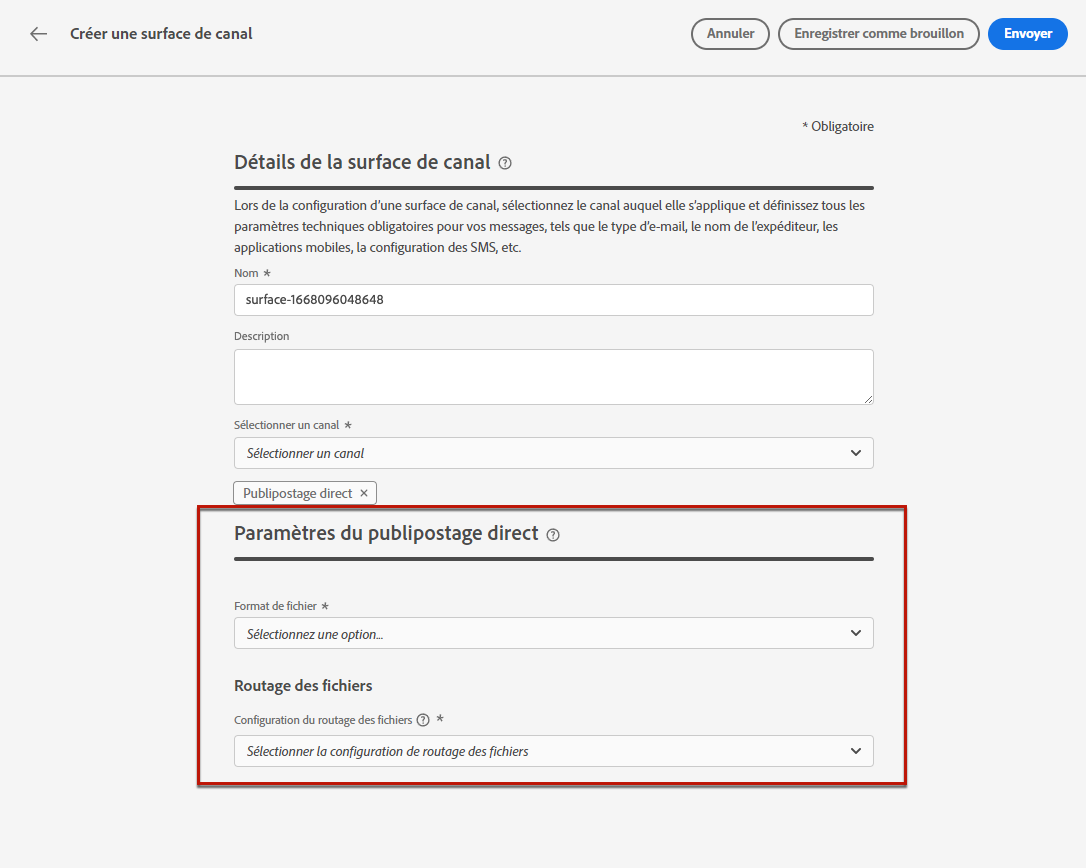 Créer une surface de canal
Annuler
Enregistrer comme brouillon
Envoyer
* Obligatoire
Détails de la surface de canal
Lors de la configuration d’une surface de canal, sélectionnez le canal auquel elle s’applique et définissez tous les
paramètres techniques obligatoires pour vos messages, tels que le type d’e-mail, le nom de l’expéditeur, les
applications mobiles, la configuration des SMS, etc.
Nom *
surface-1668096048648
Description
Sélectionner un canal *
Sélectionner un canal
Publipostage direct ×
Paramètres du publipostage direct
Format de fichier *
Sélectionnez une option...
Routage des fichiers
Configuration du routage des fichiers *
Sélectionner la configuration de routage des fichiers